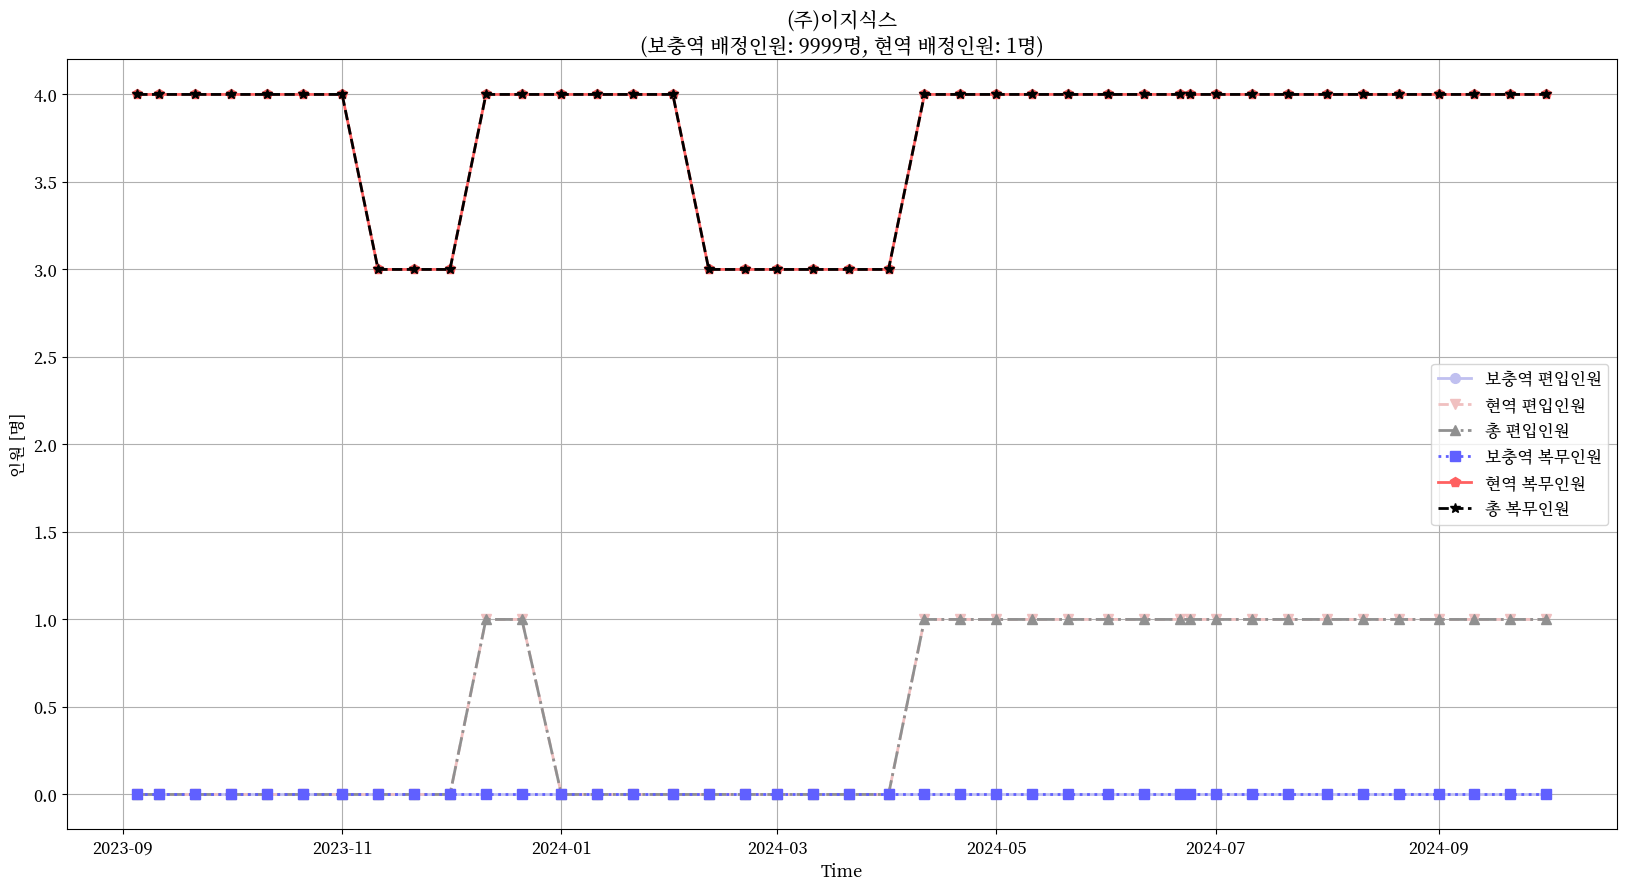 (주)이지식스
(보충역 배정인원: 9999명, 현역 배정인원: 1명)
4.0
3.5
3.0
2.5
2.0
1.5
1.0
0.5
0.0
인원 [명]
보충역 편입인원
현역 편입인원
총 편입인원
보충역 복무인원
현역 복무인원
총 복무인원
2023-09
2023-11
2024-01
2024-03
2024-05
2024-07
2024-09
Time